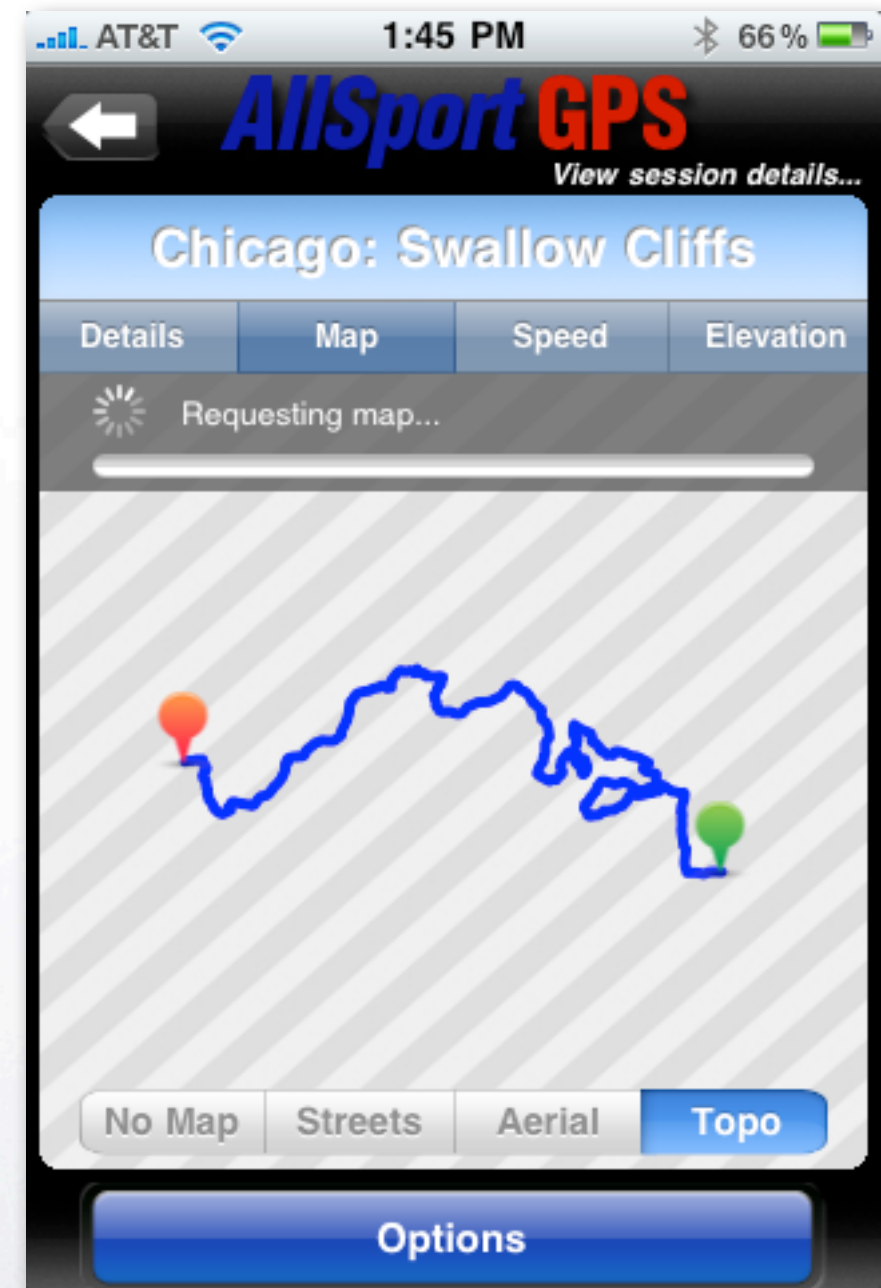 AT&T 1:45 PM 66%
AllSport GPS
View session details...
Chicago: Swallow Cliffs
Details Map Speed Elevation
Requesting map...
No Map Streets Aerial Topo
Options